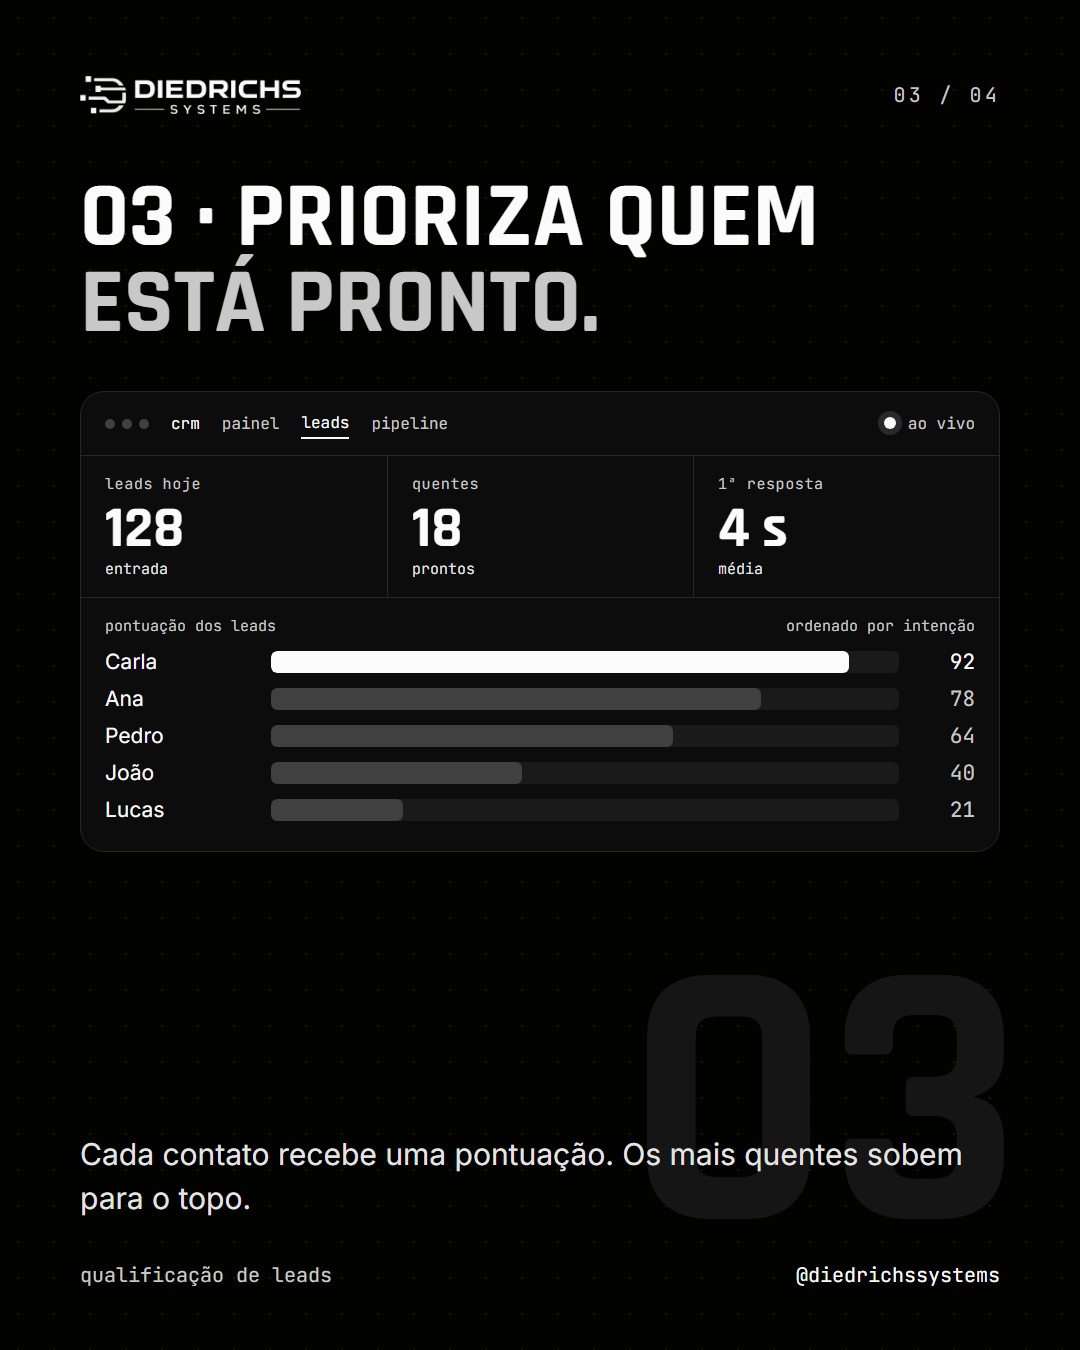 DIEDRICHS
SYSTEMS
03 / 04
03 · PRIORIZA QUEM
ESTÁ PRONTO.
crm painel leads pipeline
ao vivo
leads hoje
128
entrada
quentes
18
prontos
1ª resposta
4 s
média
pontuação dos leads
ordenado por intenção
Carla 92
Ana 78
Pedro 64
João 40
Lucas 21
03
Cada contato recebe uma pontuação. Os mais quentes sobem
para o topo.
qualificação de leads
@diedrichssystems